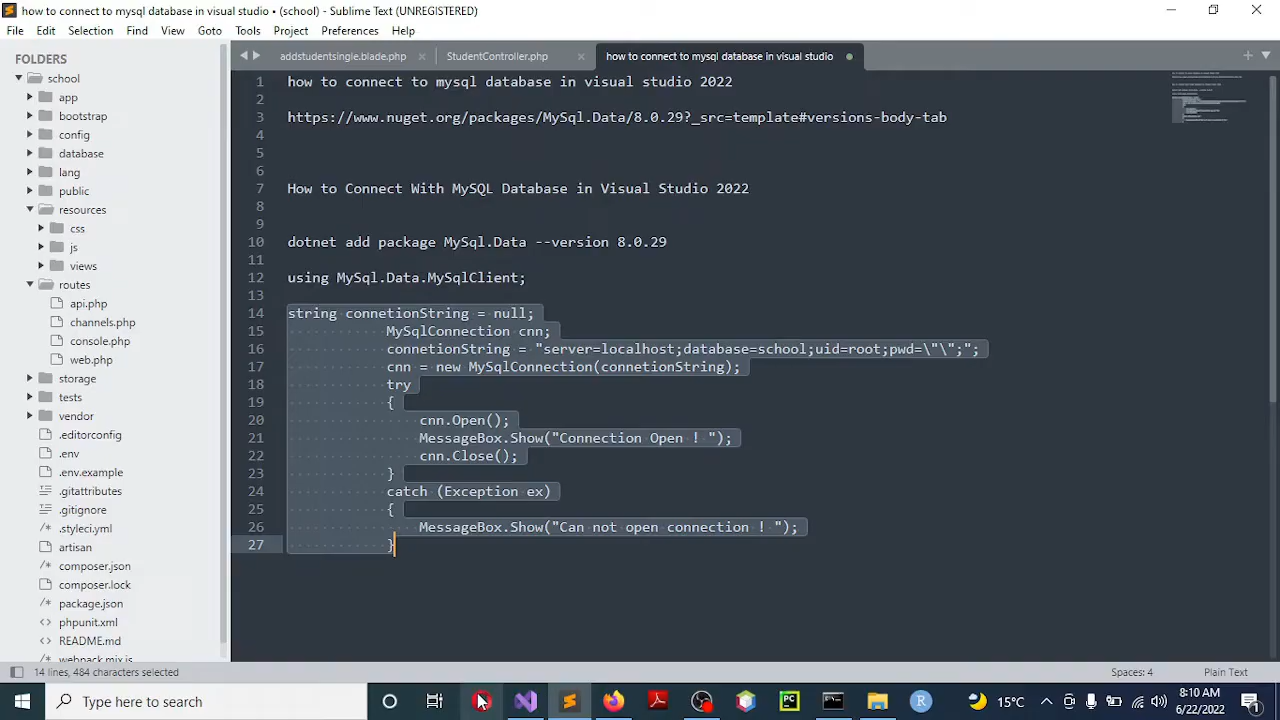 how to connect to mysql database in visual studio • (school) - Sublime Text (UNREGISTERED)
File Edit Selection Find View Goto Tools Project Preferences Help
addstudentsingle.blade.php StudentController.php how to connect to mysql database in visual studio
FOLDERS
school
app
bootstrap
config
database
lang
public
resources
css
js
views
routes
api.php
channels.php
console.php
web.php
storage
tests
vendor
.editorconfig
.env
.env.example
.gitattributes
.gitignore
.styleci.yml
artisan
composer.json
composer.lock
package.json
phpunit.xml
README.md
webpack.mix.js
1 how to connect to mysql database in visual studio 2022
2
3 https://www.nuget.org/packages/MySql.Data/8.0.29?_src=template#versions-body-tab
4
5
6
7 How to Connect With MySQL Database in Visual Studio 2022
8
9
10 dotnet add package MySql.Data --version 8.0.29
11
12 using MySql.Data.MySqlClient;
13
14 string connetionString = null;
15 MySqlConnection cnn;
16 connetionString = "server=localhost;database=school;uid=root;pwd=\"\";";
17 cnn = new MySqlConnection(connetionString);
18 try
19 {
20 cnn.Open();
21 MessageBox.Show("Connection Open ! ");
22 cnn.Close();
23 }
24 catch (Exception ex)
25 {
26 MessageBox.Show("Can not open connection ! ");
27 }
14 lines, 484 characters selected Spaces: 4 Plain Text
Type here to search
PC
R
15°C
8:10 AM
6/22/2022
1